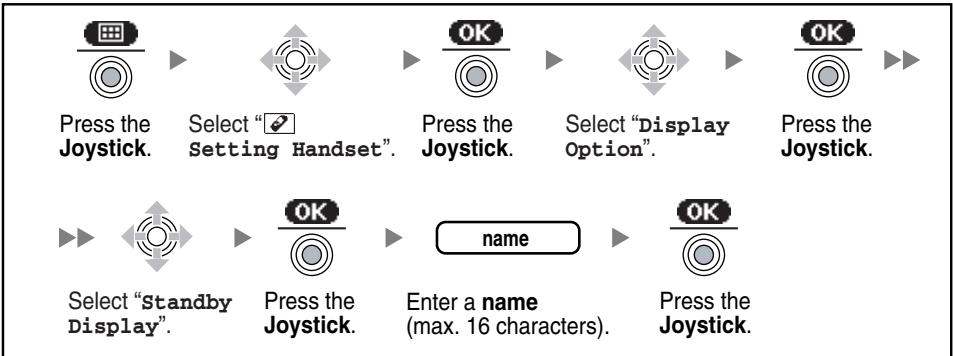 OK OK OK
Press the Select “ Press the Select “Display Press the
Joystick. Setting Handset”. Joystick. Option”. Joystick.
OK name OK
Select “Standby Press the Enter a name Press the
Display”. Joystick. (max. 16 characters). Joystick.